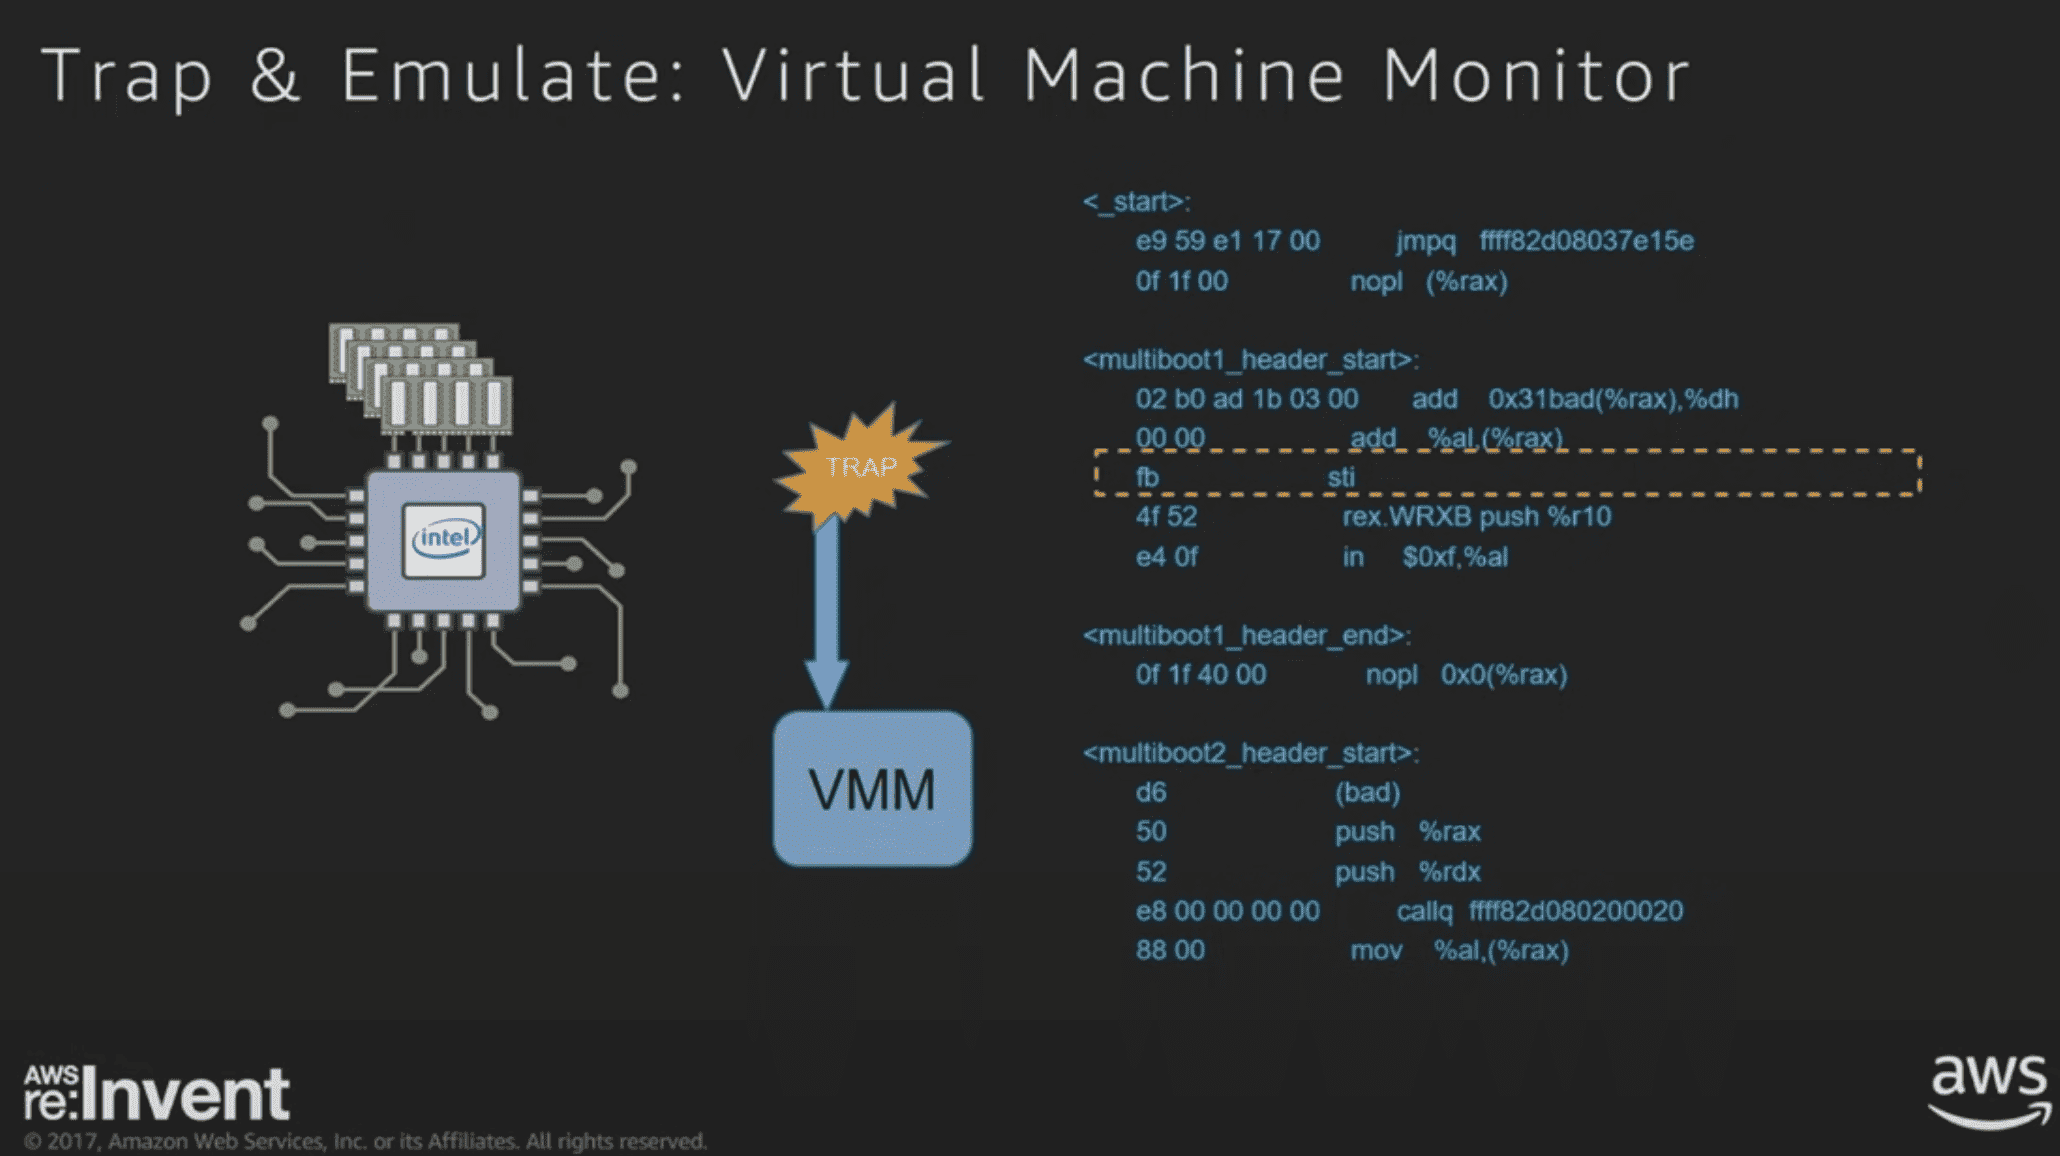 Trap & Emulate: Virtual Machine Monitor
<_start>:
e9 59 e1 17 00 jmpq ffff82d08037e15e
0f 1f 00 nopl (%rax)
<multiboot1_header_start>:
02 b0 ad 1b 03 00 add 0x31bad(%rax),%dh
00 00 add %al,(%rax)
fb sti
4f 52 rex.WRXB push %r10
e4 0f in $0xf,%al
<multiboot1_header_end>:
0f 1f 40 00 nopl 0x0(%rax)
<multiboot2_header_start>:
d6 (bad)
50 push %rax
52 push %rdx
e8 00 00 00 00 callq ffff82d080200020
88 00 mov %al,(%rax)
intel
TRAP
VMM
AWS
re:Invent
© 2017, Amazon Web Services, Inc. or its Affiliates. All rights reserved.
aws